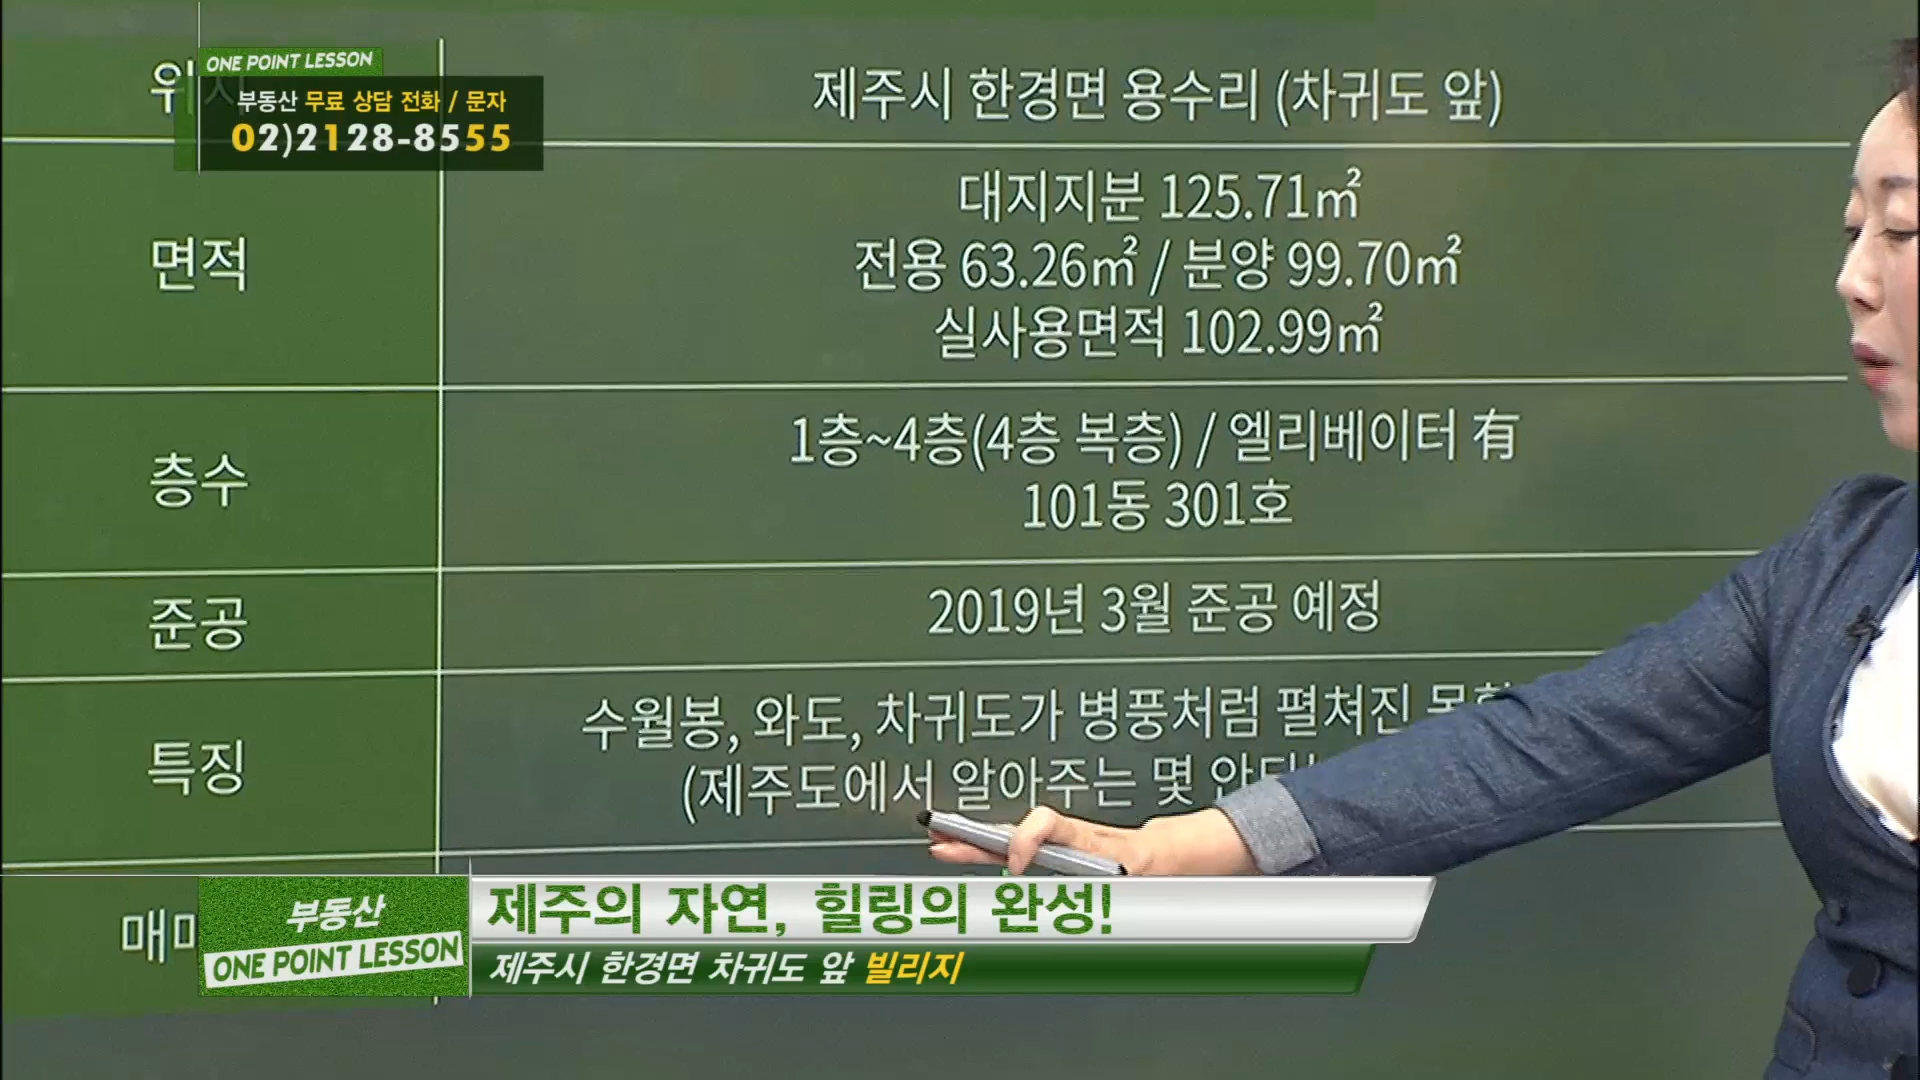 ONE POINT LESSON
부동산 무료 상담 전화 / 문자
02)2128-8555
제주시 한경면 용수리 (차귀도 앞)
면적
대지지분 125.71㎡
전용 63.26㎡ / 분양 99.70㎡
실사용면적 102.99㎡
층수
1층~4층(4층 복층) / 엘리베이터 有
101동 301호
준공
2019년 3월 준공 예정
특징
수월봉, 와도, 차귀도가 병풍처럼 펼쳐진
(제주도에서 알아주는 몇
부동산
ONE POINT LESSON
제주의 자연, 힐링의 완성!
제주시 한경면 차귀도 앞 빌리지